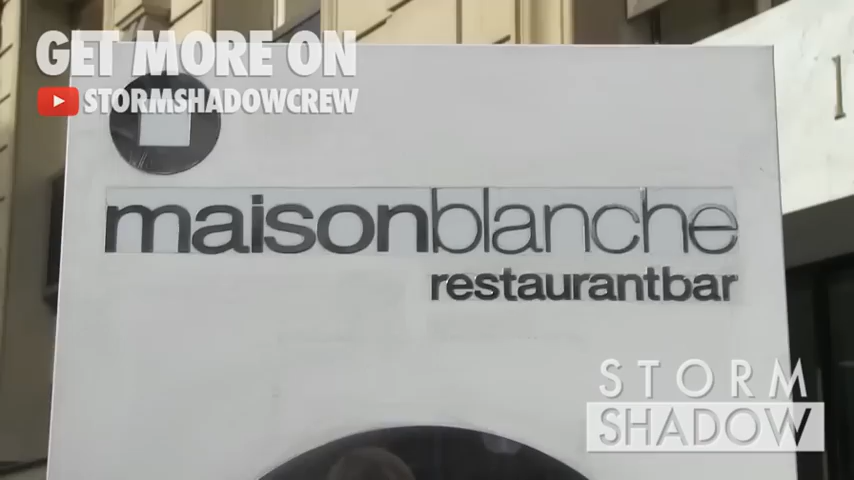 GET MORE ON
STORMSHADOWCREW
maisonblanche
restaurantbar
STORM
SHADOW